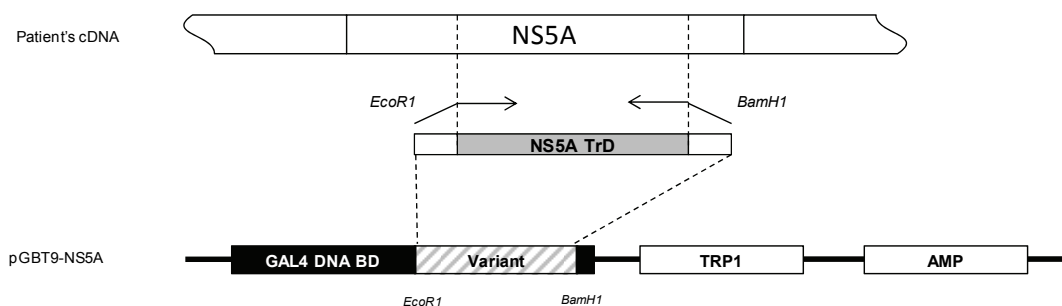 Patient's cDNA
NS5A
EcoR1
BamH1
NS5A TrD
pGBT9-NS5A
GAL4 DNA BD
Variant
TRP1
AMP
EcoR1
BamH1